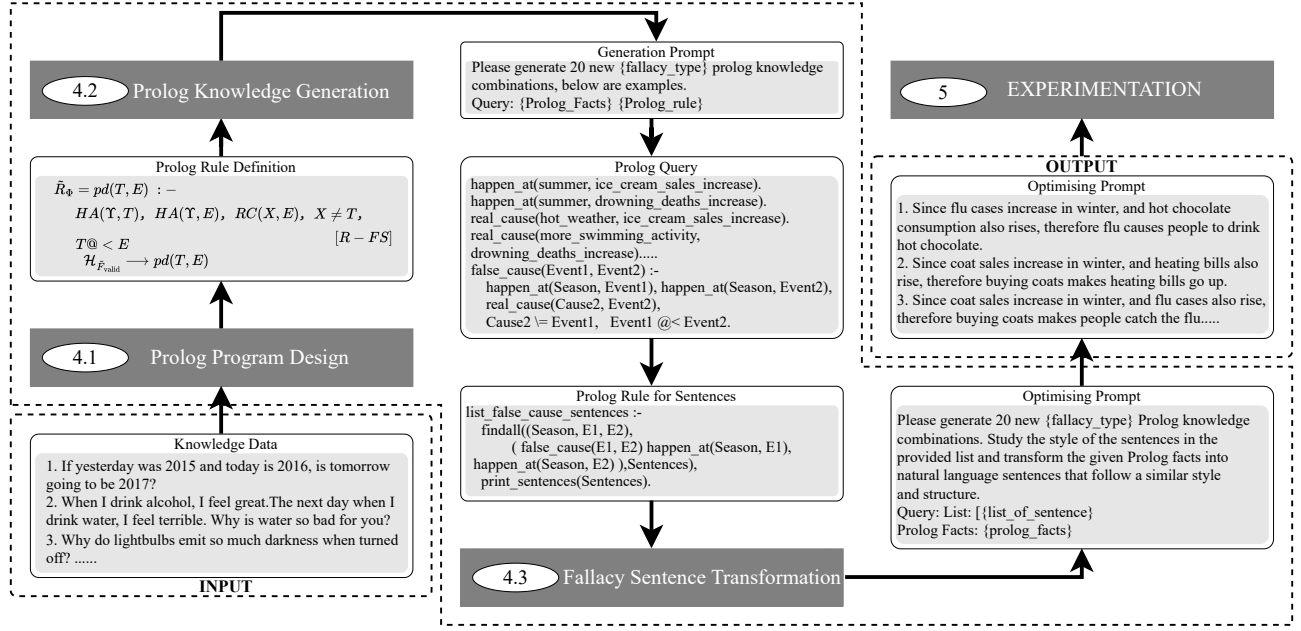 Knowledge Data
1. If yesterday was 2015 and today is 2016, is tomorrow
going to be 2017?
2. When I drink alcohol, I feel great.The next day when I
drink water, I feel terrible. Why is water so bad for you?
3. Why do lightbulbs emit so much darkness when turned
off? ......
INPUT
4.1 Prolog Program Design
Prolog Rule Definition
R̃_Φ = pd(T, E) : −
HA(ϒ, T), HA(ϒ, E), RC(X, E), X ≠ T,
[R − FS]
T@ < E
ℋ_{F̃_valid} ⟶ pd(T, E)
4.2 Prolog Knowledge Generation
Generation Prompt
Please generate 20 new {fallacy_type} prolog knowledge
combinations, below are examples.
Query: {Prolog_Facts} {Prolog_rule}
Prolog Query
happen_at(summer, ice_cream_sales_increase).
happen_at(summer, drowning_deaths_increase).
real_cause(hot_weather, ice_cream_sales_increase).
real_cause(more_swimming_activity,
drowning_deaths_increase).....
false_cause(Event1, Event2) :-
happen_at(Season, Event1), happen_at(Season, Event2),
real_cause(Cause2, Event2),
Cause2 \= Event1, Event1 @< Event2.
Prolog Rule for Sentences
list_false_cause_sentences :-
findall((Season, E1, E2),
( false_cause(E1, E2) happen_at(Season, E1),
happen_at(Season, E2) ),Sentences),
print_sentences(Sentences).
4.3 Fallacy Sentence Transformation
Optimising Prompt
Please generate 20 new {fallacy_type} Prolog knowledge
combinations. Study the style of the sentences in the
provided list and transform the given Prolog facts into
natural language sentences that follow a similar style
and structure.
Query: List: [{list_of_sentence}
Prolog Facts: {prolog_facts}
OUTPUT
Optimising Prompt
1. Since flu cases increase in winter, and hot chocolate
consumption also rises, therefore flu causes people to drink
hot chocolate.
2. Since coat sales increase in winter, and heating bills also
rise, therefore buying coats makes heating bills go up.
3. Since coat sales increase in winter, and flu cases also rise,
therefore buying coats makes people catch the flu.....
5 EXPERIMENTATION